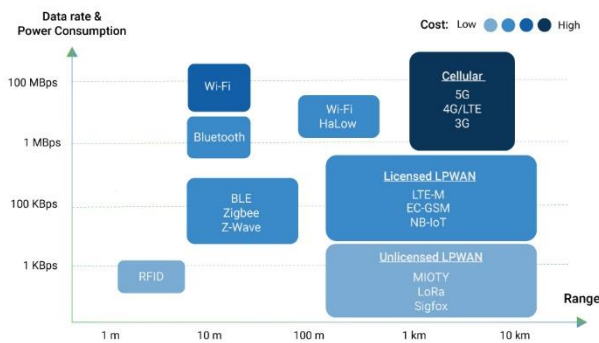 Data rate &
Power Consumption
Cost: Low High
100 MBps
Wi-Fi
Cellular
5G
4G/LTE
3G
Wi-Fi
HaLow
Bluetooth
1 MBps
Licensed LPWAN
LTE-M
EC-GSM
NB-IoT
BLE
Zigbee
Z-Wave
100 KBps
Unlicensed LPWAN
MIOTY
LoRa
Sigfox
1 KBps
RFID
Range
1 m 10 m 100 m 1 km 10 km